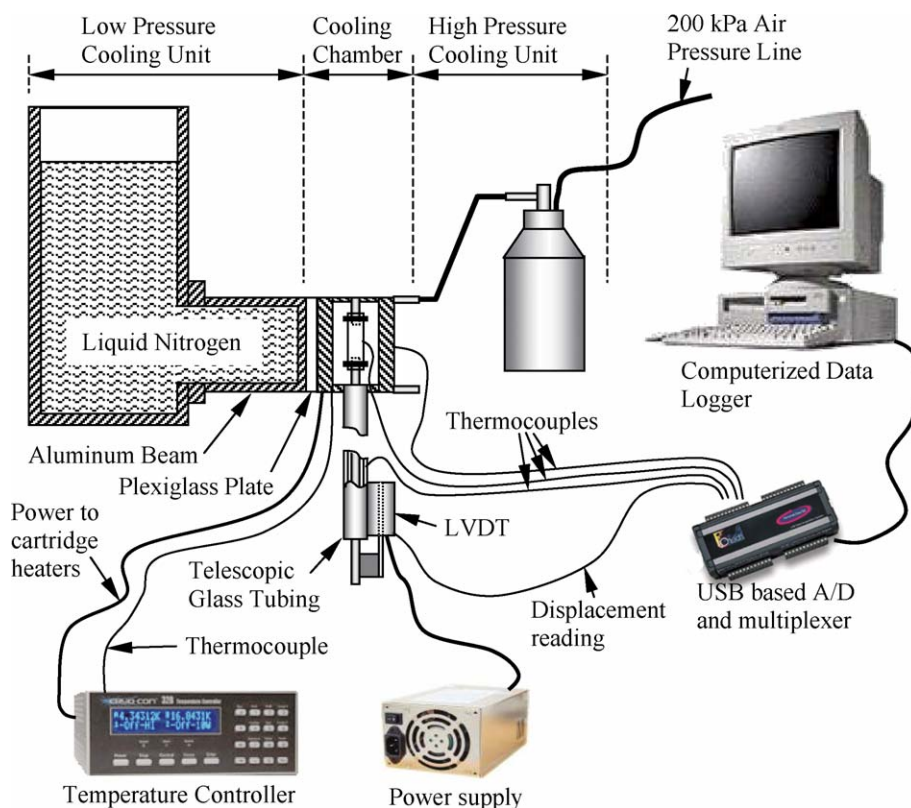 Low Pressure
Cooling Unit
Cooling
Chamber
High Pressure
Cooling Unit
200 kPa Air
Pressure Line
Liquid Nitrogen
Computerized Data
Logger
Aluminum Beam
Plexiglass Plate
Thermocouples
Power to
cartridge
heaters
LVDT
Telescopic
Glass Tubing
Displacement
reading
USB based A/D
and multiplexer
Thermocouple
Temperature Controller
Power supply